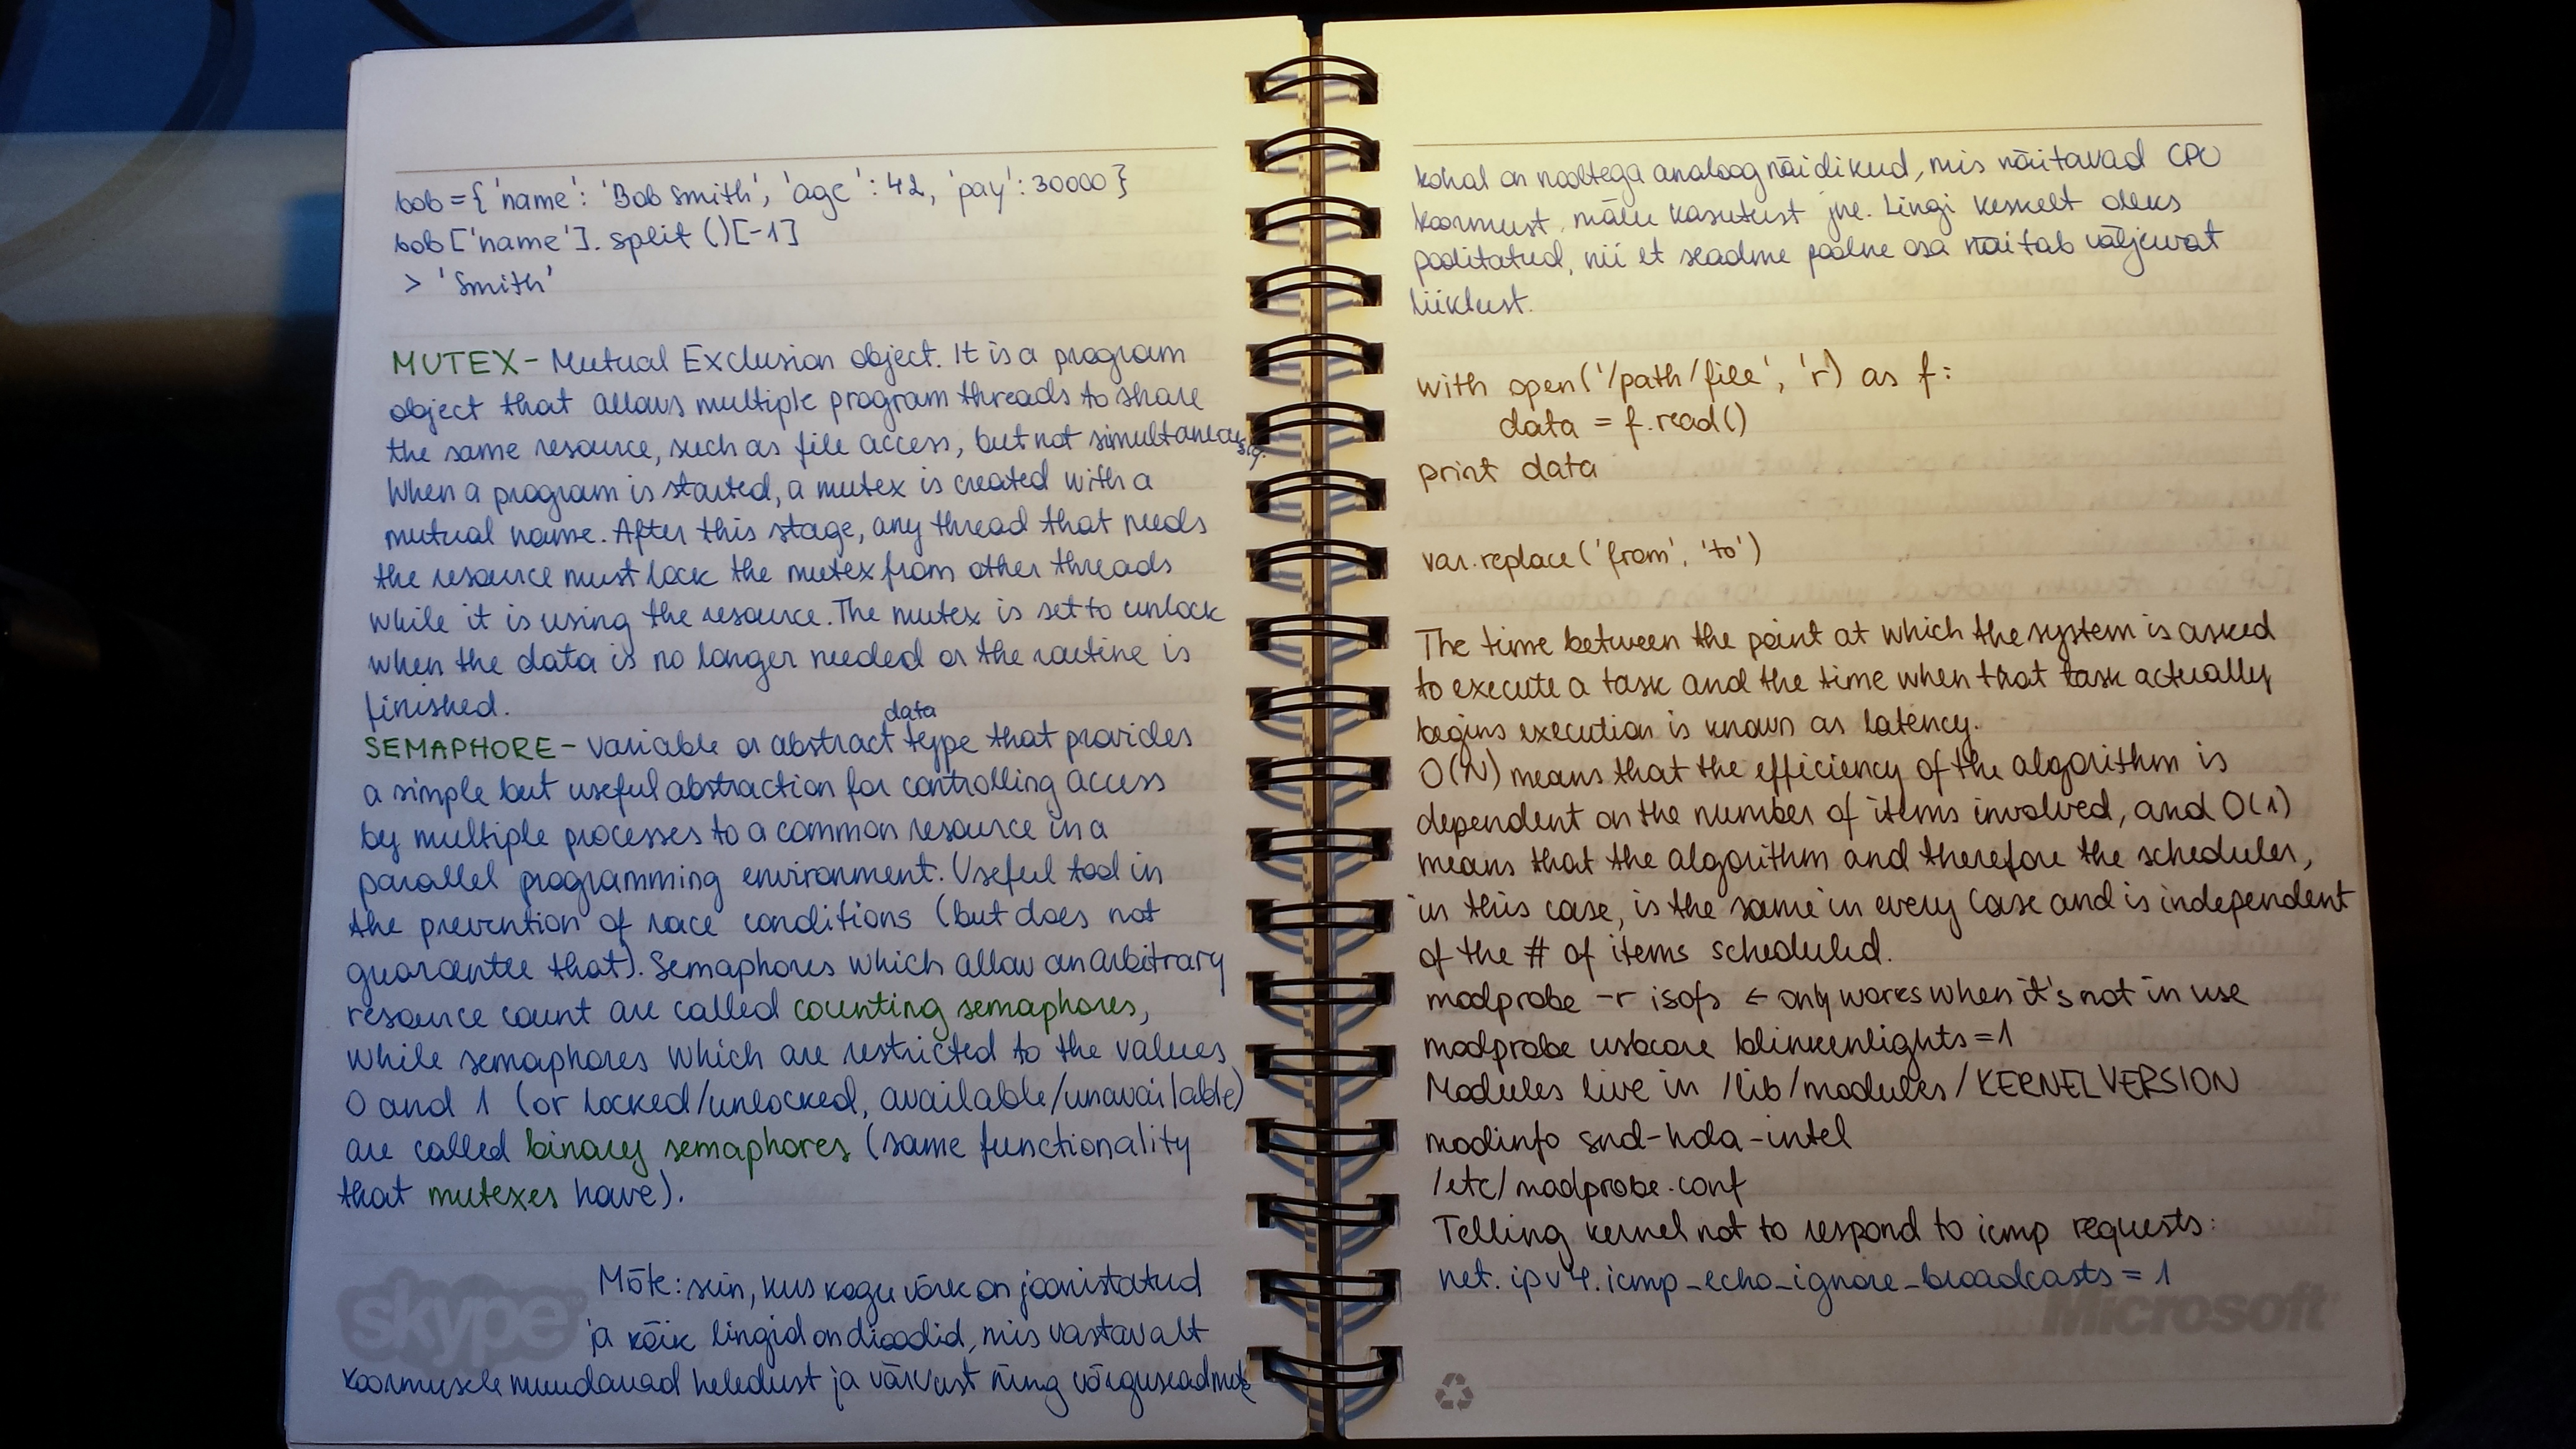 bob = {'name': 'Bob Smith', 'age': 42, 'pay': 30000}
bob['name'].split()[-1]
> 'Smith'
MUTEX - Mutual Exclusion object. It is a program
object that allows multiple program threads to share
the same resource, such as file access, but not simultaneously.
When a program is started, a mutex is created with a
mutual name. After this stage, any thread that needs
the resource must lock the mutex from other threads
while it is using the resource. The mutex is set to unlock
when the data is no longer needed or the routine is
finished.
SEMAPHORE - variable or abstract data type that provides
a simple but useful abstraction for controlling access
by multiple processes to a common resource in a
parallel programming environment. Useful tool in
the prevention of race conditions (but does not
guarantee that). Semaphores which allow an arbitrary
resource count are called counting semaphores,
while semaphores which are restricted to the values
0 and 1 (or locked/unlocked, available/unavailable)
are called binary semaphores (same functionality
that mutexes have).
Mõte: sein, kus kogu võrk on joonistatud
ja kõik lingid on dioodid, mis vastavalt
koormusele muudavad heledust ja värvust ning võrguseadmete
skype
kohal on nooltega analoog näidikud, mis näitavad CPU
koormust, mälu kasutust jne. Lingi keskelt oleks
poolitatud, nii et seadme poolne osa näitab väljuvat
liiklust.
with open('/path/file', 'r') as f:
data = f.read()
print data
var.replace('from', 'to')
The time between the point at which the system is asked
to execute a task and the time when that task actually
begins execution is known as latency.
O(N) means that the efficiency of the algorithm is
dependent on the number of items involved, and O(1)
means that the algorithm and therefore the scheduler,
in this case, is the same in every case and is independent
of the # of items scheduled.
modprobe -r isofs ← only works when it's not in use
modprobe usbcore blinkenlights=1
Modules live in /lib/modules/KERNELVERSION
modinfo snd-hda-intel
/etc/modprobe.conf
Telling kernel not to respond to icmp requests:
net.ipv4.icmp_echo_ignore_broadcasts = 1
Microsoft